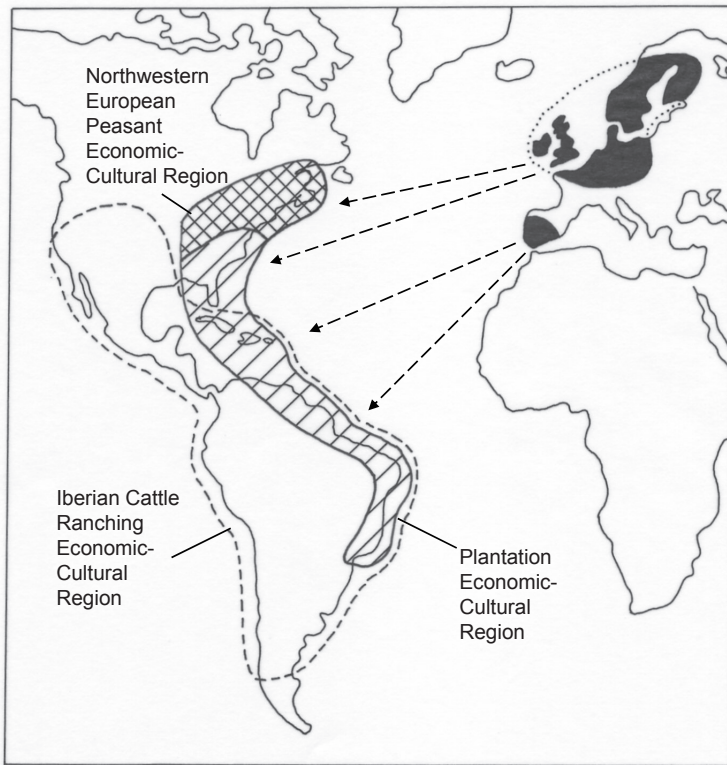 Northwestern
European
Peasant
Economic-
Cultural Region
Iberian Cattle
Ranching
Economic-
Cultural
Region
Plantation
Economic-
Cultural
Region